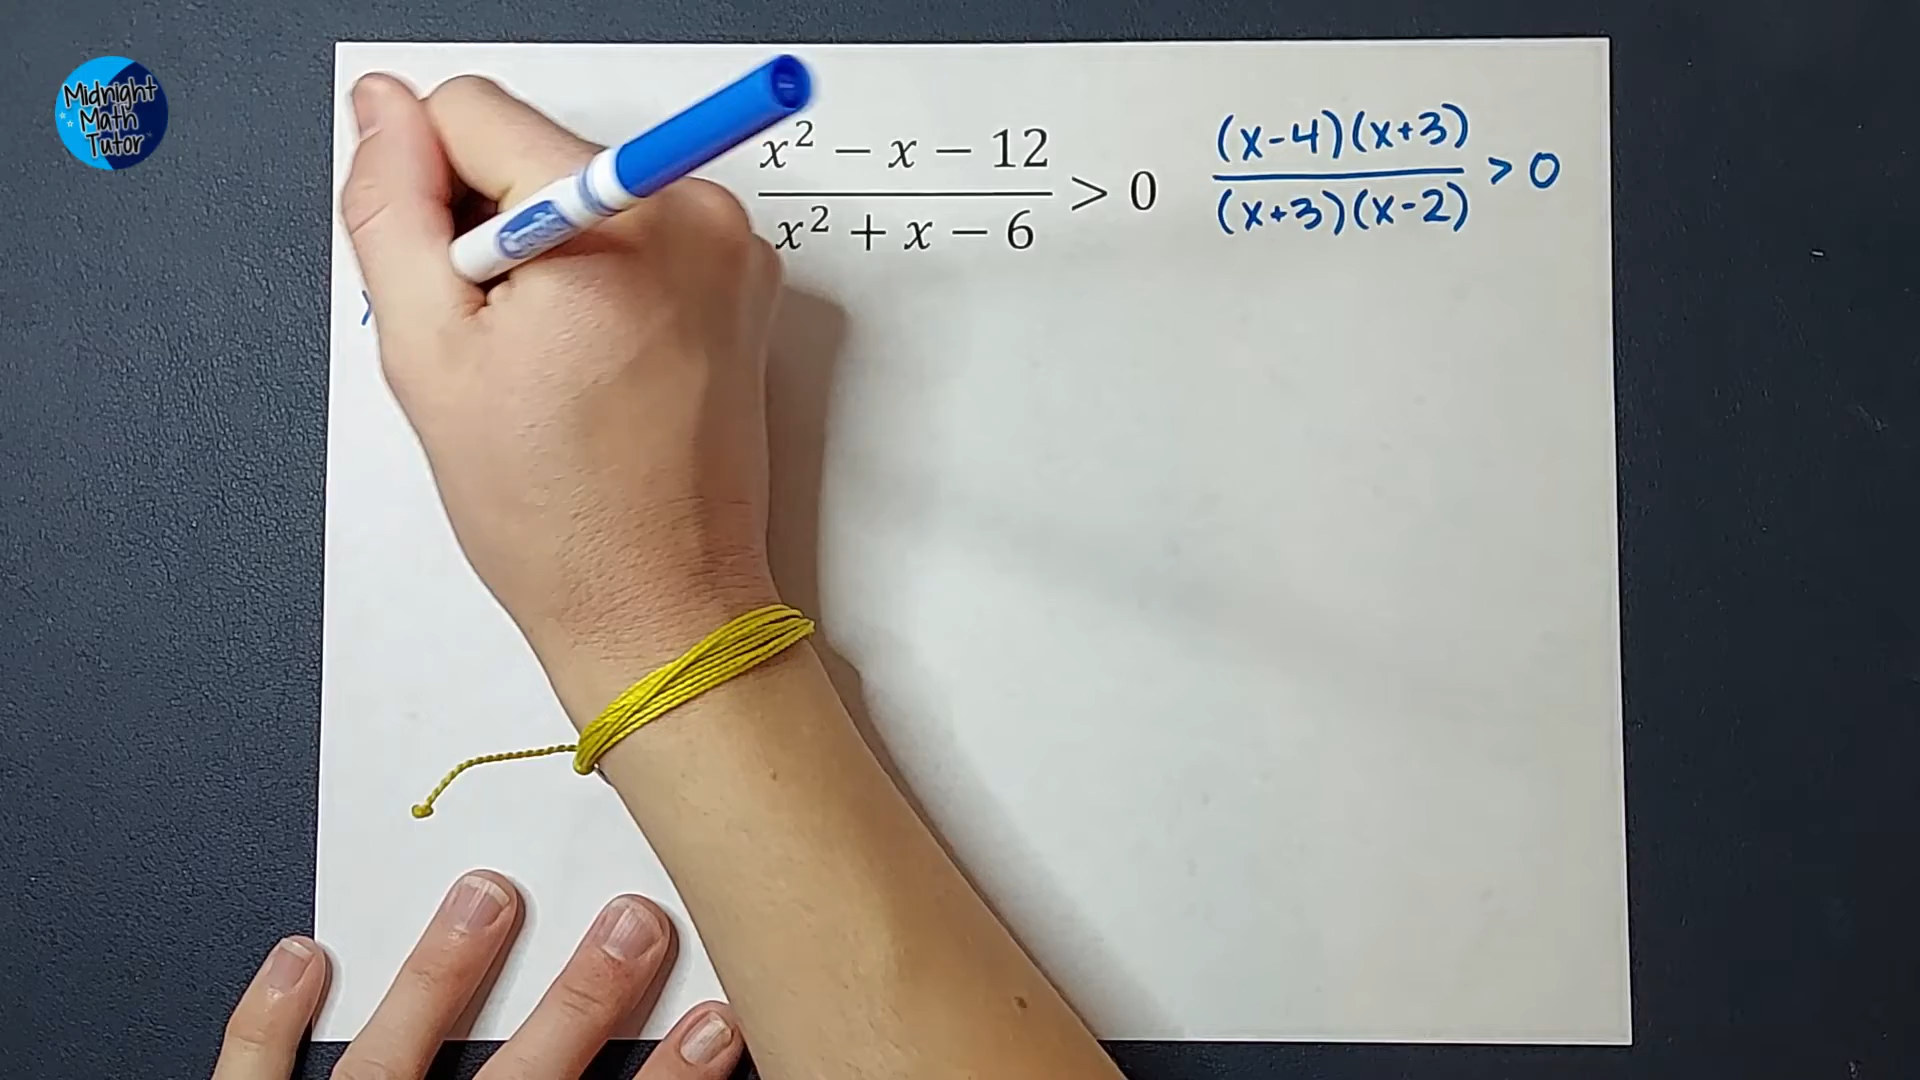 Midnight
Math
Tutor
x² − x − 12
x² + x − 6
> 0
(x-4)(x+3)
(x+3)(x-2)
> 0